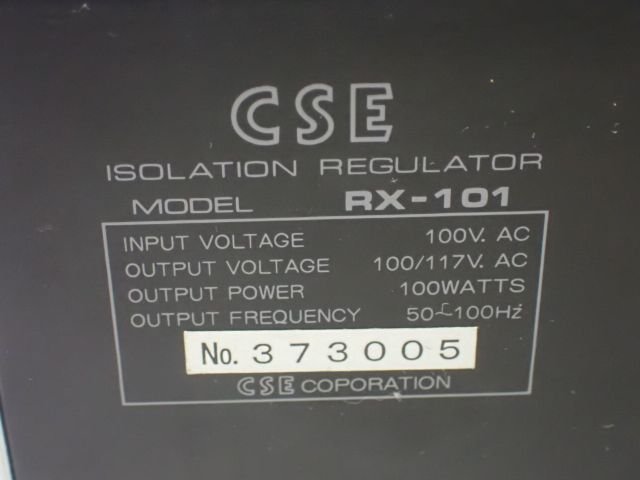 CSE
ISOLATION REGULATOR
MODEL RX-101
INPUT VOLTAGE 100V. AC
OUTPUT VOLTAGE 100/117V. AC
OUTPUT POWER 100WATTS
OUTPUT FREQUENCY 50-100Hz
No. 373005
CSE COPORATION